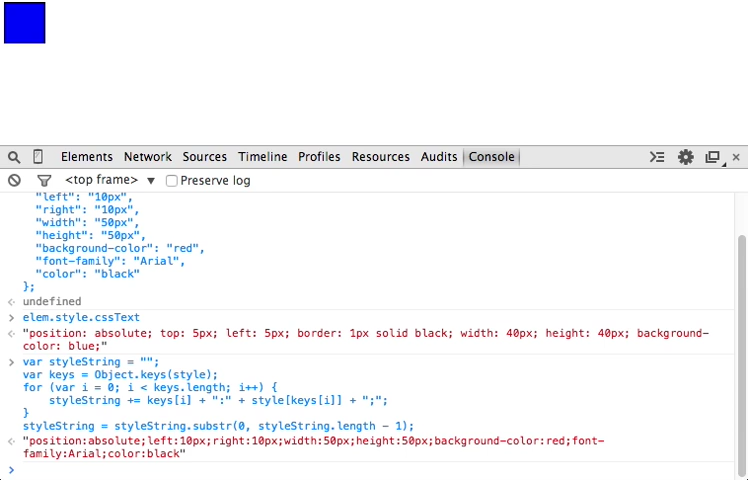 Elements Network Sources Timeline Profiles Resources Audits Console
<top frame> ▼ Preserve log
"left": "10px",
"right": "10px",
"width": "50px",
"height": "50px",
"background-color": "red",
"font-family": "Arial",
"color": "black"
};
undefined
elem.style.cssText
"position: absolute; top: 5px; left: 5px; border: 1px solid black; width: 40px; height: 40px; background-
color: blue;"
var styleString = "";
var keys = Object.keys(style);
for (var i = 0; i < keys.length; i++) {
styleString += keys[i] + ":" + style[keys[i]] + ";";
}
styleString = styleString.substr(0, styleString.length - 1);
"position:absolute;left:10px;right:10px;width:50px;height:50px;background-color:red;font-
family:Arial;color:black"